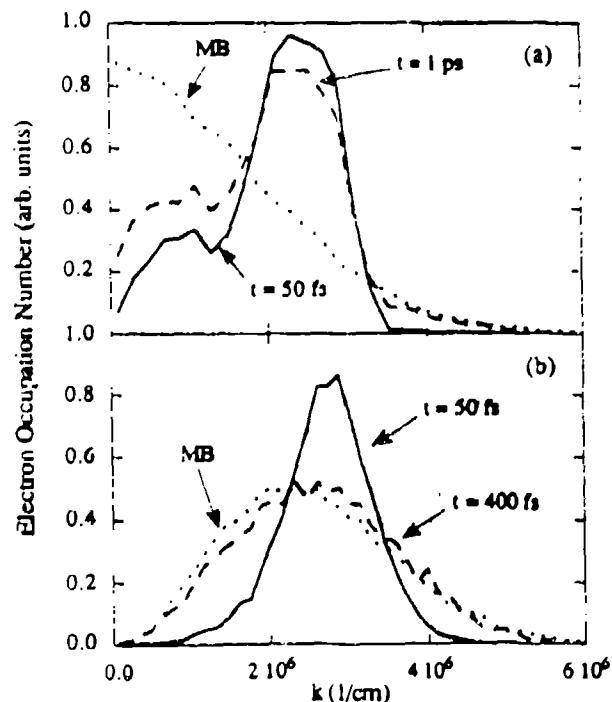 Electron Occupation Number (arb. units)
1.0
0.8
0.6
0.4
0.2
MB
(a)
t = 1 ps
t = 50 fs
1.0
0.8
0.6
0.4
0.2
0.0
(b)
MB
t = 50 fs
t = 400 fs
0.0
2 10⁶
4 10⁶
6 10⁶
k (1/cm)